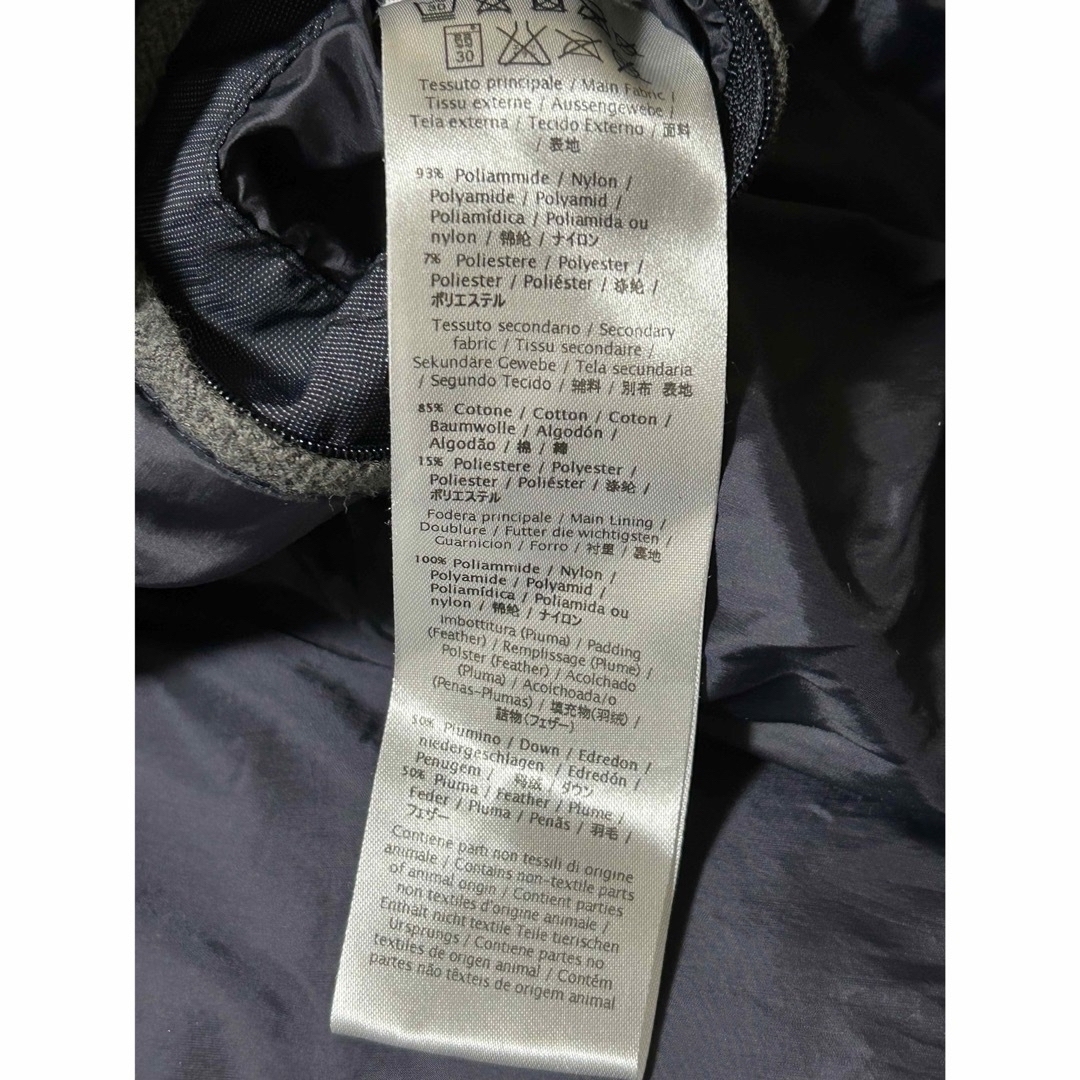 30
30
Tessuto principale / Main Fabric /
Tissu externe / Aussengewebe /
Tela externa / Tecido Externo / 面料
/ 表地
93% Poliammide / Nylon /
Polyamide / Polyamid /
Poliamídica / Poliamida ou
nylon / 锦纶 / ナイロン
7% Poliestere / Polyester /
Poliester / Poliéster / 涤纶 /
ポリエステル
Tessuto secondario / Secondary
fabric / Tissu secondaire /
Sekundäre Gewebe / Tela secundaria
/ Segundo Tecido / 辅料 / 別布 表地
85% Cotone / Cotton / Coton /
Baumwolle / Algodón /
Algodão / 棉 / 綿
15% Poliestere / Polyester /
Poliester / Poliéster / 涤纶 /
ポリエステル
Fodera principale / Main Lining /
Doublure / Futter die wichtigsten /
Guarnicion / Forro / 衬里 / 裏地
100% Poliammide / Nylon /
Polyamide / Polyamid /
Poliamídica / Poliamida ou
nylon / 锦纶 / ナイロン
Imbottitura (Piuma) / Padding
(Feather) / Remplissage (Plume) /
Polster (Feather) / Acolchado
(Pluma) / Acolchoada/o
(Penas-Plumas) / 填充物(羽绒) /
詰物(フェザー)
50% Piumino / Down / Edredon /
niedergeschlagen / Edredón /
Penugem / 羽绒 / ダウン
50% Piuma / Feather / Plume /
Feder / Pluma / Penãs / 羽毛 /
フェザー
Contiene parti non tessili di origine
animale / Contains non-textile parts
of animal origin / Contient parties
non textiles d'origine animale /
Enthält nicht textile Teile tierischen
Ursprungs / Contiene partes no
textiles de origen animal / Contém
partes não têxteis de origem animal